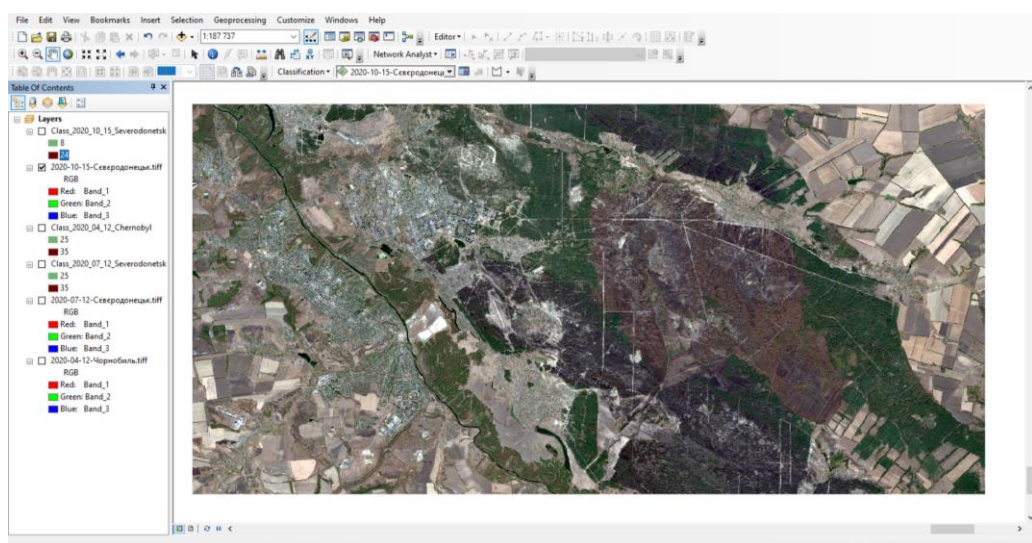 File Edit View Bookmarks Insert Selection Geoprocessing Customize Windows Help
1:187 737 Editor
Network Analyst
Classification 2020-10-15-Сєвєродонецьк
Table Of Contents
Layers
Class_2020_10_15_Severodonetsk
8
24
2020-10-15-Сєвєродонецьк.tiff
RGB
Red: Band_1
Green: Band_2
Blue: Band_3
Class_2020_04_12_Chernobyl
25
35
Class_2020_07_12_Severodonetsk
25
35
2020-07-12-Сєвєродонецьк.tiff
RGB
Red: Band_1
Green: Band_2
Blue: Band_3
2020-04-12-Чорнобиль.tiff
RGB
Red: Band_1
Green: Band_2
Blue: Band_3